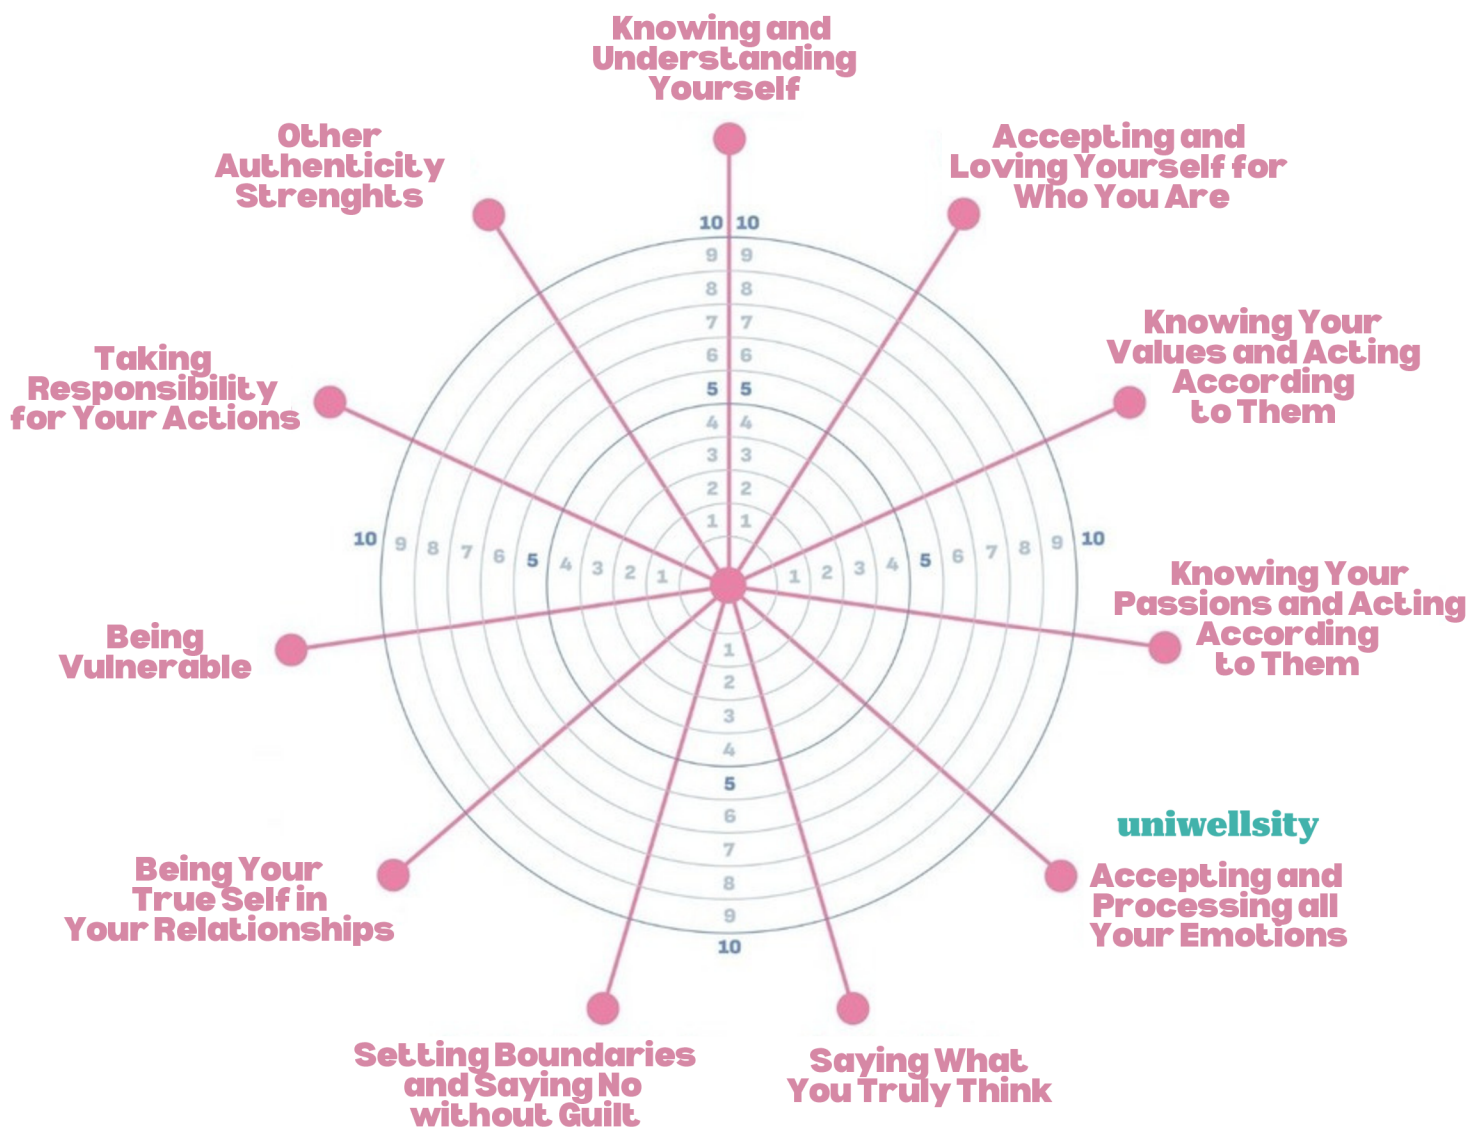 Knowing and
Understanding
Yourself
Other
Authenticity
Strenghts
Accepting and
Loving Yourself for
Who You Are
10 10
9 9
8 8
7 7
6 6
5 5
4 4
3 3
2 2
1 1
Knowing Your
Values and Acting
According
to Them
Taking
Responsibility
for Your Actions
10 9 8 7 6 5 4 3 2 1
1 2 3 4 5 6 7 8 9 10
Knowing Your
Passions and Acting
According
to Them
Being
Vulnerable
1
2
3
4
5
6
7
8
9
10
uniwellsity
Accepting and
Processing all
Your Emotions
Being Your
True Self in
Your Relationships
Setting Boundaries
and Saying No
without Guilt
Saying What
You Truly Think